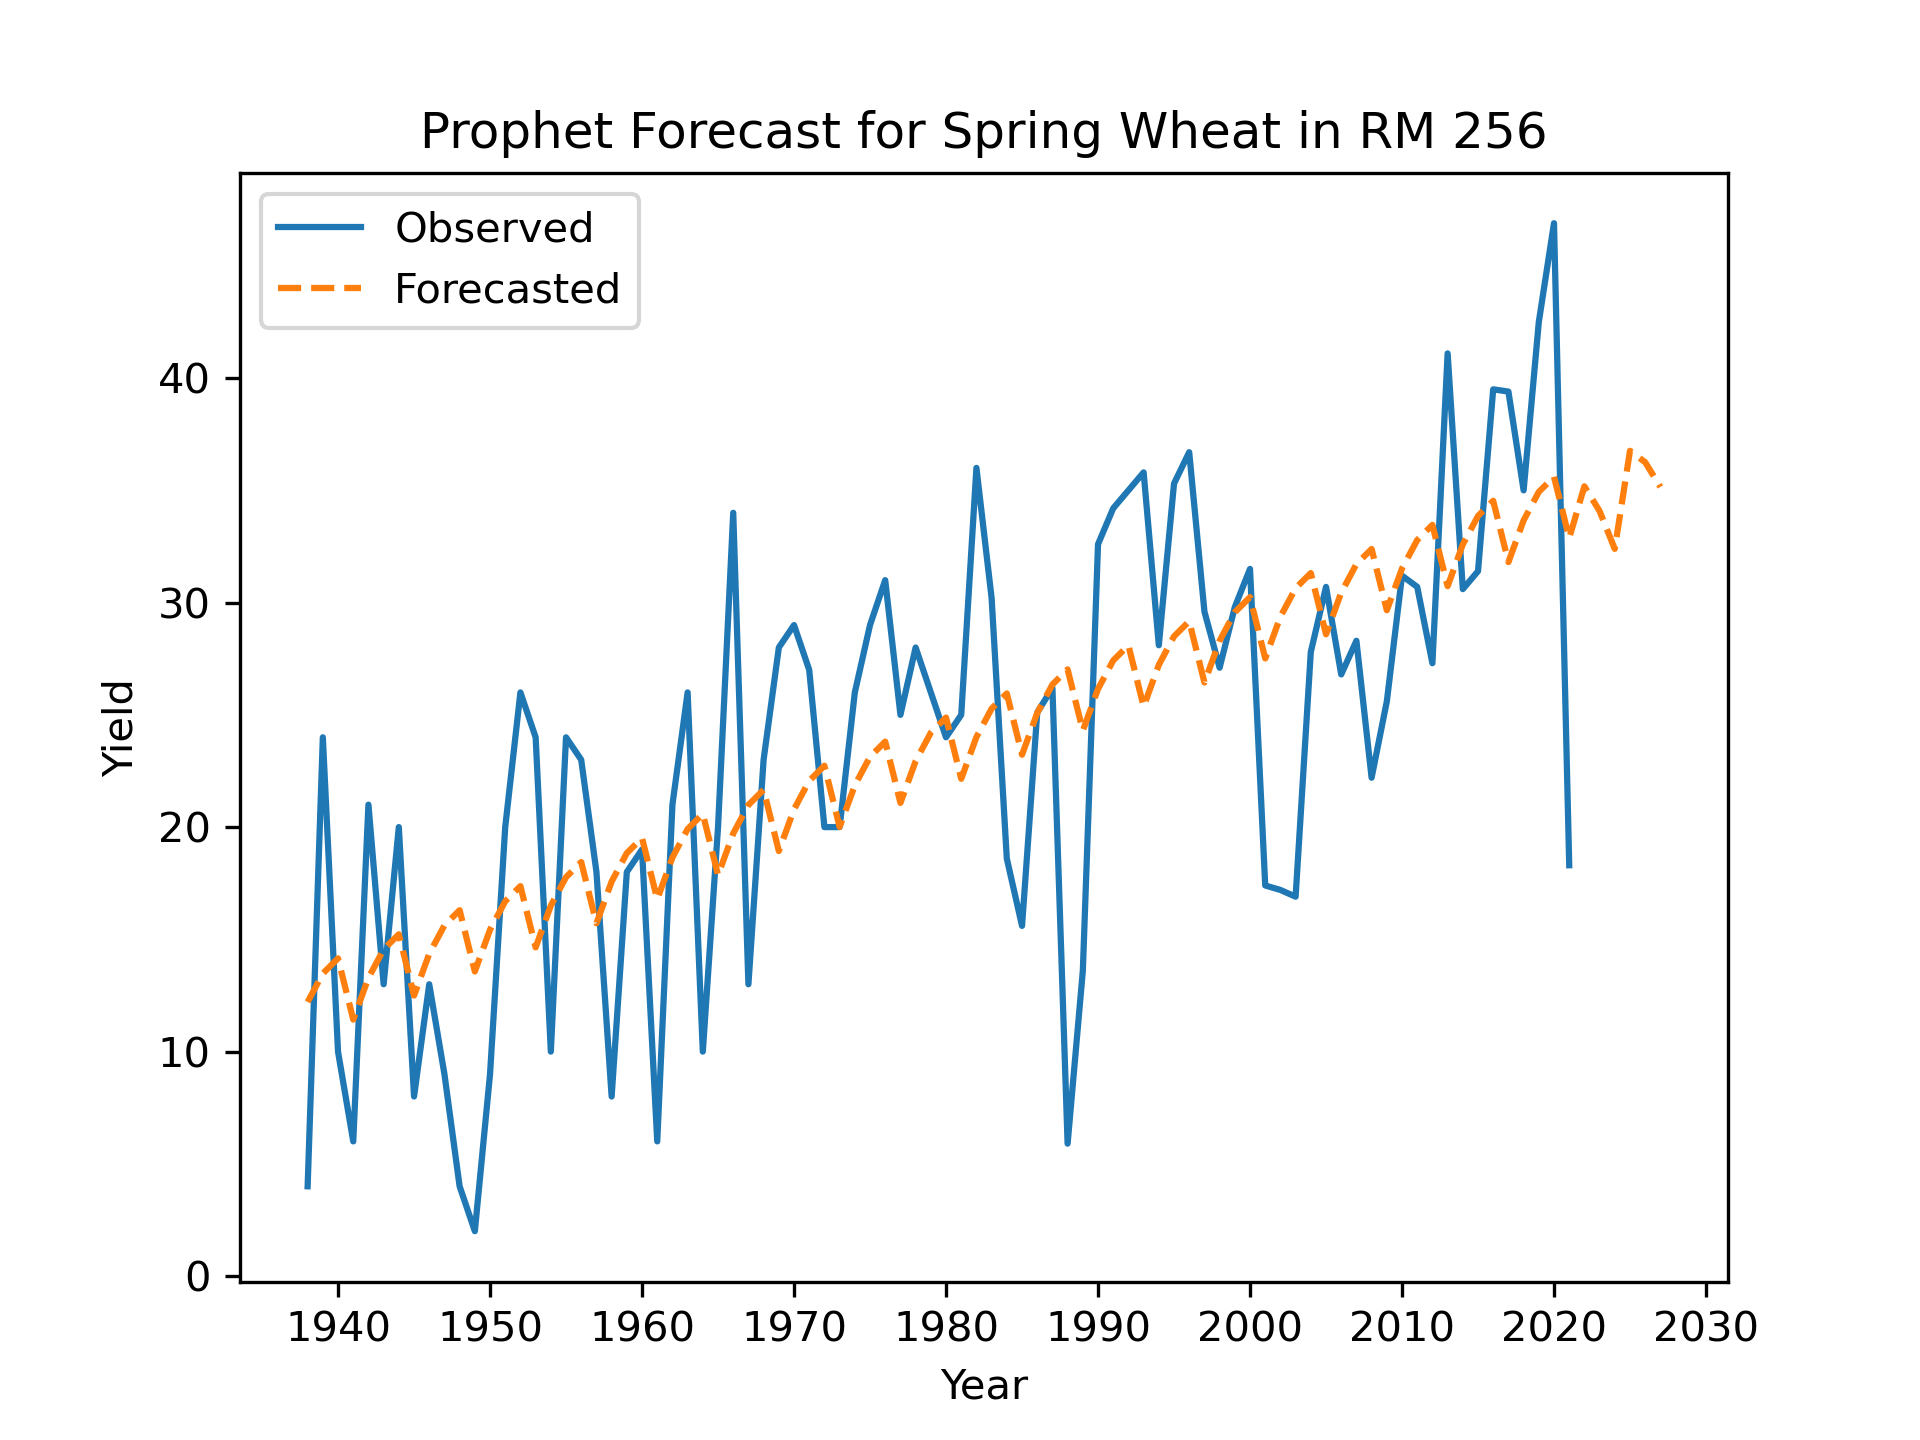 Prophet Forecast for Spring Wheat in RM 256
Observed
Forecasted
40
30
20
10
0
Yield
1940 1950 1960 1970 1980 1990 2000 2010 2020 2030
Year